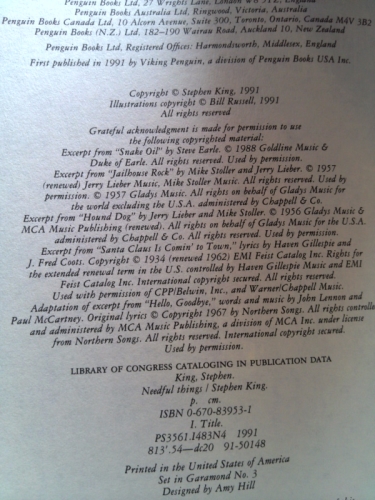 Penguin Books Ltd, 27 Wrights Lane, London W8 5TZ, England
Penguin Books Australia Ltd, Ringwood, Victoria, Australia
Penguin Books Canada Ltd, 10 Alcorn Avenue, Suite 300, Toronto, Ontario, Canada M4V 3B2
Penguin Books (N.Z.) Ltd, 182–190 Wairau Road, Auckland 10, New Zealand
Penguin Books Ltd, Registered Offices: Harmondsworth, Middlesex, England
First published in 1991 by Viking Penguin, a division of Penguin Books USA Inc.
Copyright © Stephen King, 1991
Illustrations copyright © Bill Russell, 1991
All rights reserved
Grateful acknowledgment is made for permission to use
the following copyrighted material:
Excerpt from "Snake Oil" by Steve Earle. © 1988 Goldline Music &
Duke of Earle. All rights reserved. Used by permission.
Excerpt from "Jailhouse Rock" by Mike Stoller and Jerry Lieber. © 1957
(renewed) Jerry Lieber Music, Mike Stoller Music. All rights reserved. Used by
permission. © 1957 Gladys Music. All rights on behalf of Gladys Music for
the world excluding the U.S.A. administered by Chappell & Co.
Excerpt from "Hound Dog" by Jerry Lieber and Mike Stoller. © 1956 Gladys Music &
MCA Music Publishing (renewed). All rights on behalf of Gladys Music for the U.S.A.
administered by Chappell & Co. All rights reserved. Used by permission.
Excerpt from "Santa Claus Is Comin' to Town," lyrics by Haven Gillespie and
J. Fred Coots. Copyright © 1934 (renewed 1962) EMI Feist Catalog Inc. Rights for
the extended renewal term in the U.S. controlled by Haven Gillespie Music and EMI
Feist Catalog Inc. International copyright secured. All rights reserved.
Used with permission of CPP/Belwin, Inc., and Warner/Chappell Music.
Adaptation of excerpt from "Hello, Goodbye," words and music by John Lennon and
Paul McCartney. Original lyrics © Copyright 1967 by Northern Songs. All rights controlled
and administered by MCA Music Publishing, a division of MCA Inc. under license
from Northern Songs. All rights reserved. International copyright secured.
Used by permission.
LIBRARY OF CONGRESS CATALOGING IN PUBLICATION DATA
King, Stephen.
Needful things / Stephen King.
p. cm.
ISBN 0-670-83953-1
I. Title.
PS3561.I483N4 1991
813'.54—dc20 91-50148
Printed in the United States of America
Set in Garamond No. 3
Designed by Amy Hill